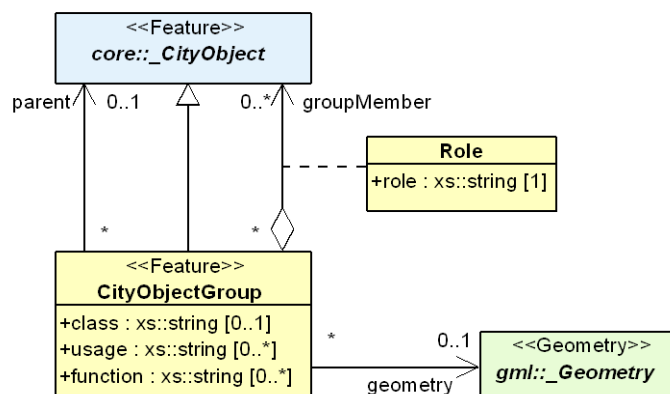 <<Feature>>
core::_CityObject
parent
0..1
0..*
groupMember
Role
+role : xs::string [1]
*
*
<<Feature>>
CityObjectGroup
+class : xs::string [0..1]
+usage : xs::string [0..*]
+function : xs::string [0..*]
*
0..1
geometry
<<Geometry>>
gml::_Geometry